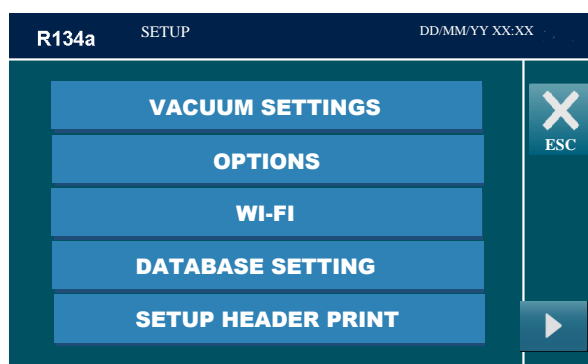 R134a SETUP DD/MM/YY XX:XX
VACUUM SETTINGS
ESC
OPTIONS
WI-FI
DATABASE SETTING
SETUP HEADER PRINT